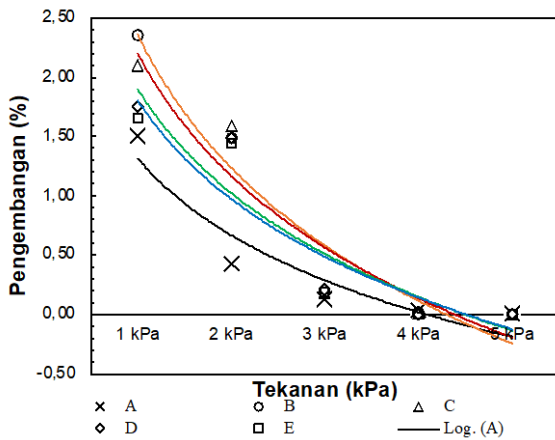 2,50
2,00
1,50
1,00
0,50
0,00
-0,50
Pengembangan (%)
1 kPa 2 kPa 3 kPa 4 kPa 5 kPa
Tekanan (kPa)
A B C
D E Log. (A)